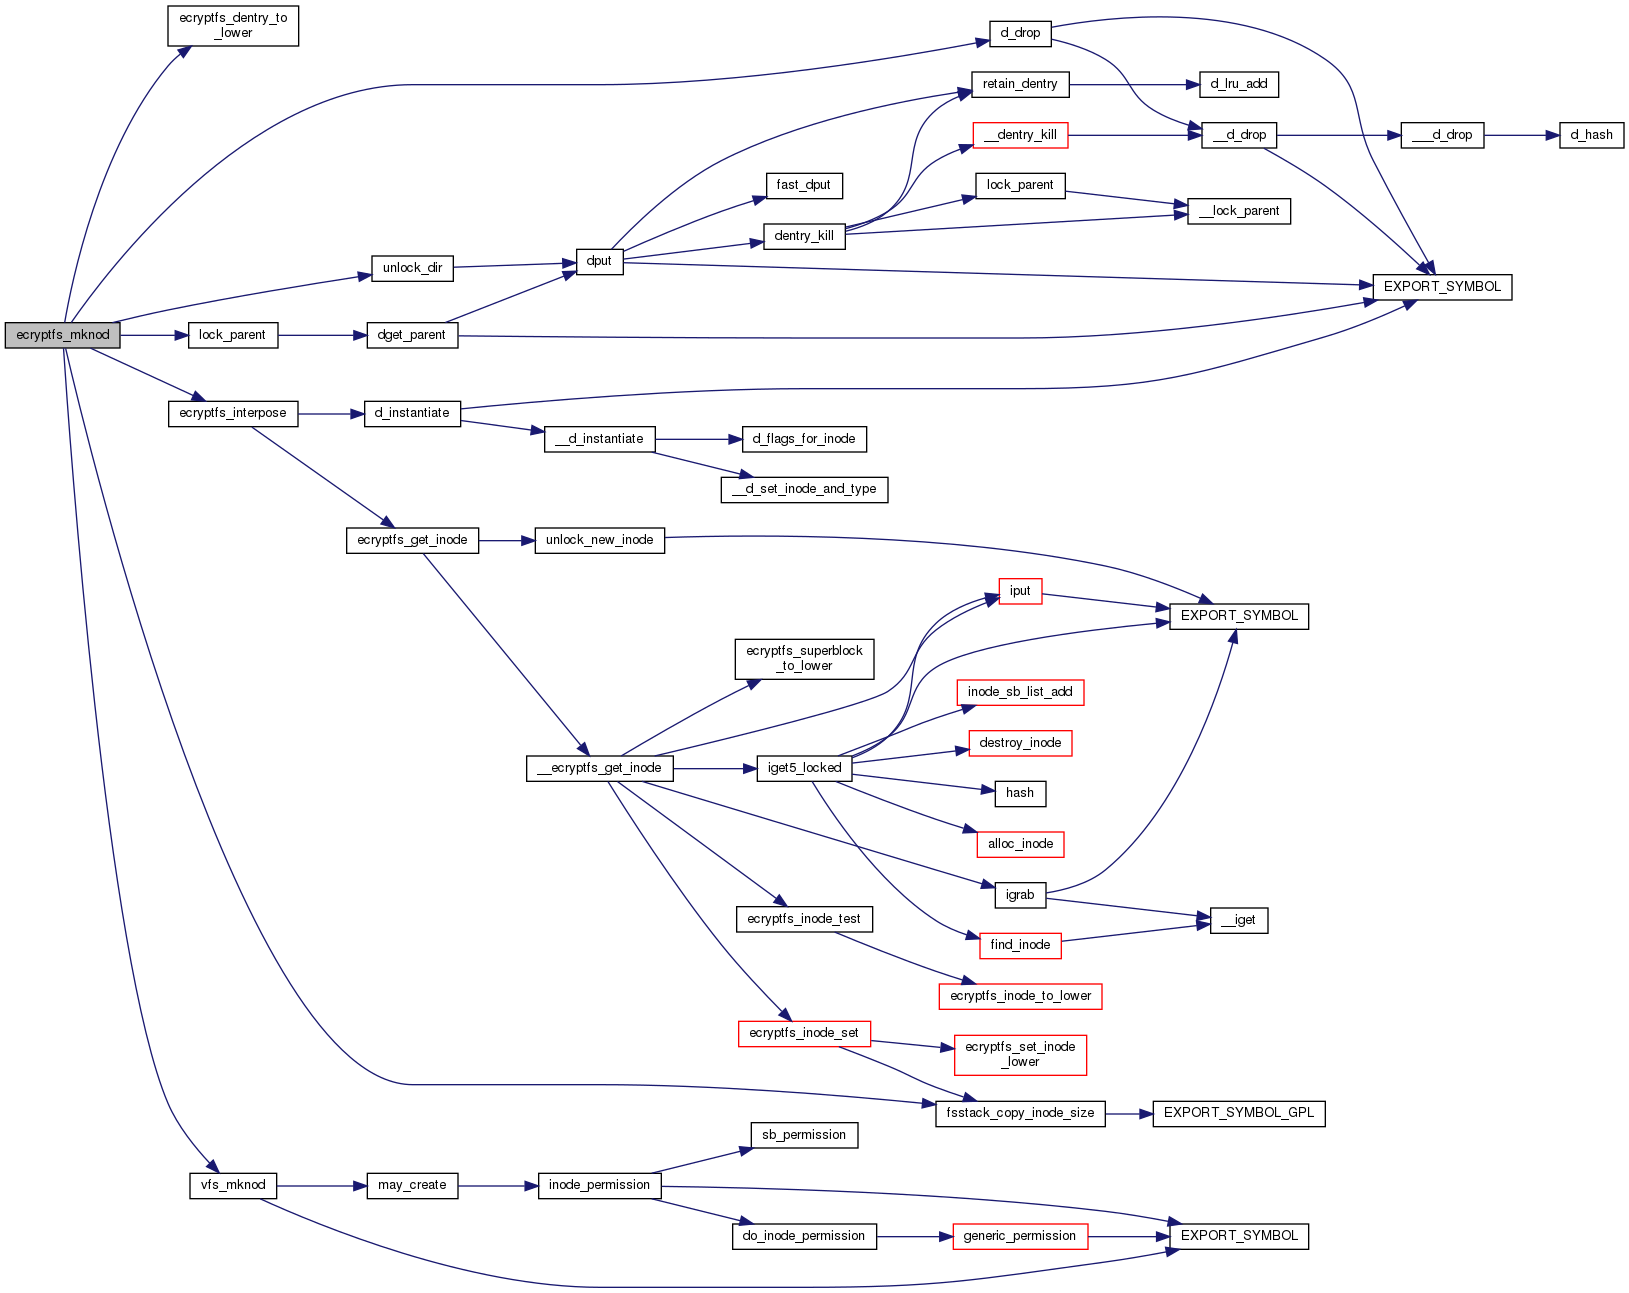 ecryptfs_dentry_to
_lower
d_drop
retain_dentry
d_lru_add
__dentry_kill
__d_drop
___d_drop
d_hash
fast_dput
lock_parent
__lock_parent
dentry_kill
unlock_dir
dput
EXPORT_SYMBOL
ecryptfs_mknod
lock_parent
dget_parent
ecryptfs_interpose
d_instantiate
__d_instantiate
d_flags_for_inode
__d_set_inode_and_type
ecryptfs_get_inode
unlock_new_inode
iput
EXPORT_SYMBOL
ecryptfs_superblock
_to_lower
inode_sb_list_add
destroy_inode
__ecryptfs_get_inode
iget5_locked
hash
alloc_inode
igrab
ecryptfs_inode_test
__iget
find_inode
ecryptfs_inode_to_lower
ecryptfs_inode_set
ecryptfs_set_inode
_lower
fsstack_copy_inode_size
EXPORT_SYMBOL_GPL
sb_permission
vfs_mknod
may_create
inode_permission
do_inode_permission
generic_permission
EXPORT_SYMBOL